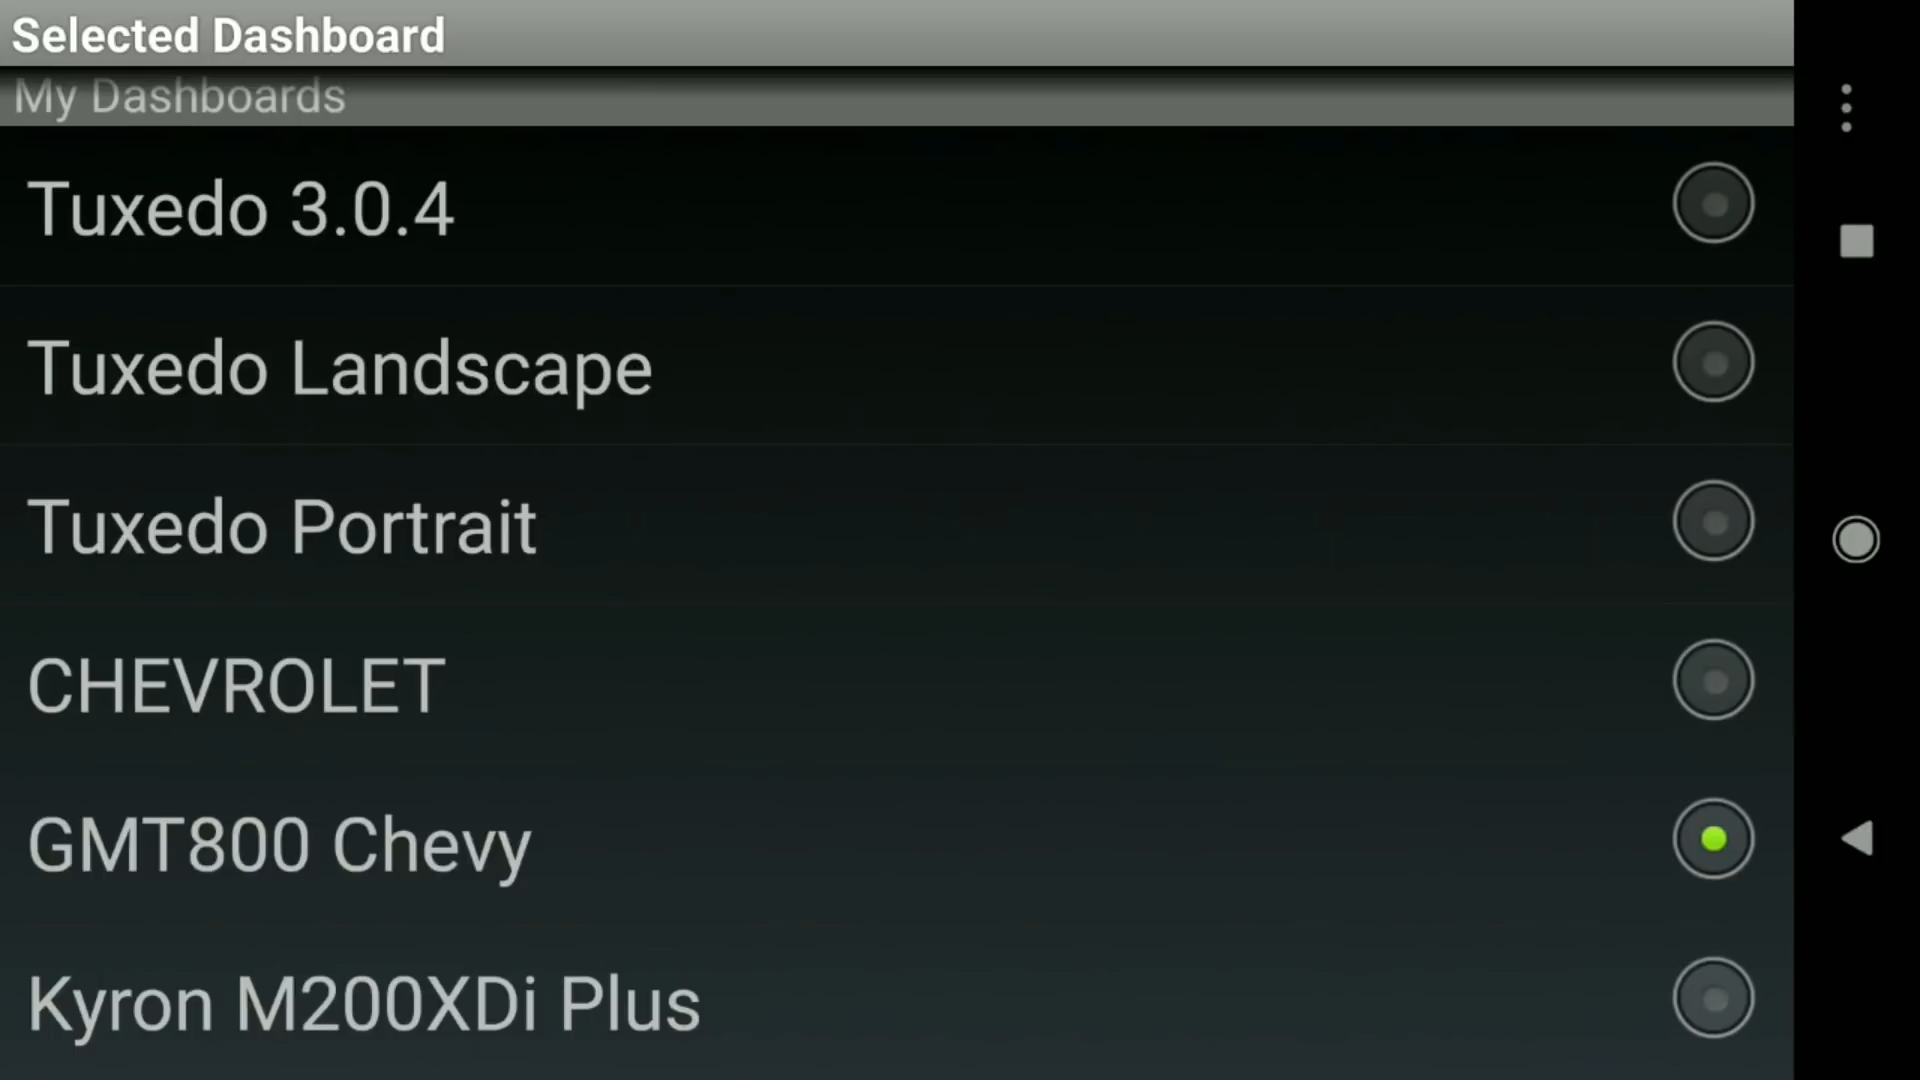 Selected Dashboard
My Dashboards
Tuxedo 3.0.4
Tuxedo Landscape
Tuxedo Portrait
CHEVROLET
GMT800 Chevy
Kyron M200XDi Plus